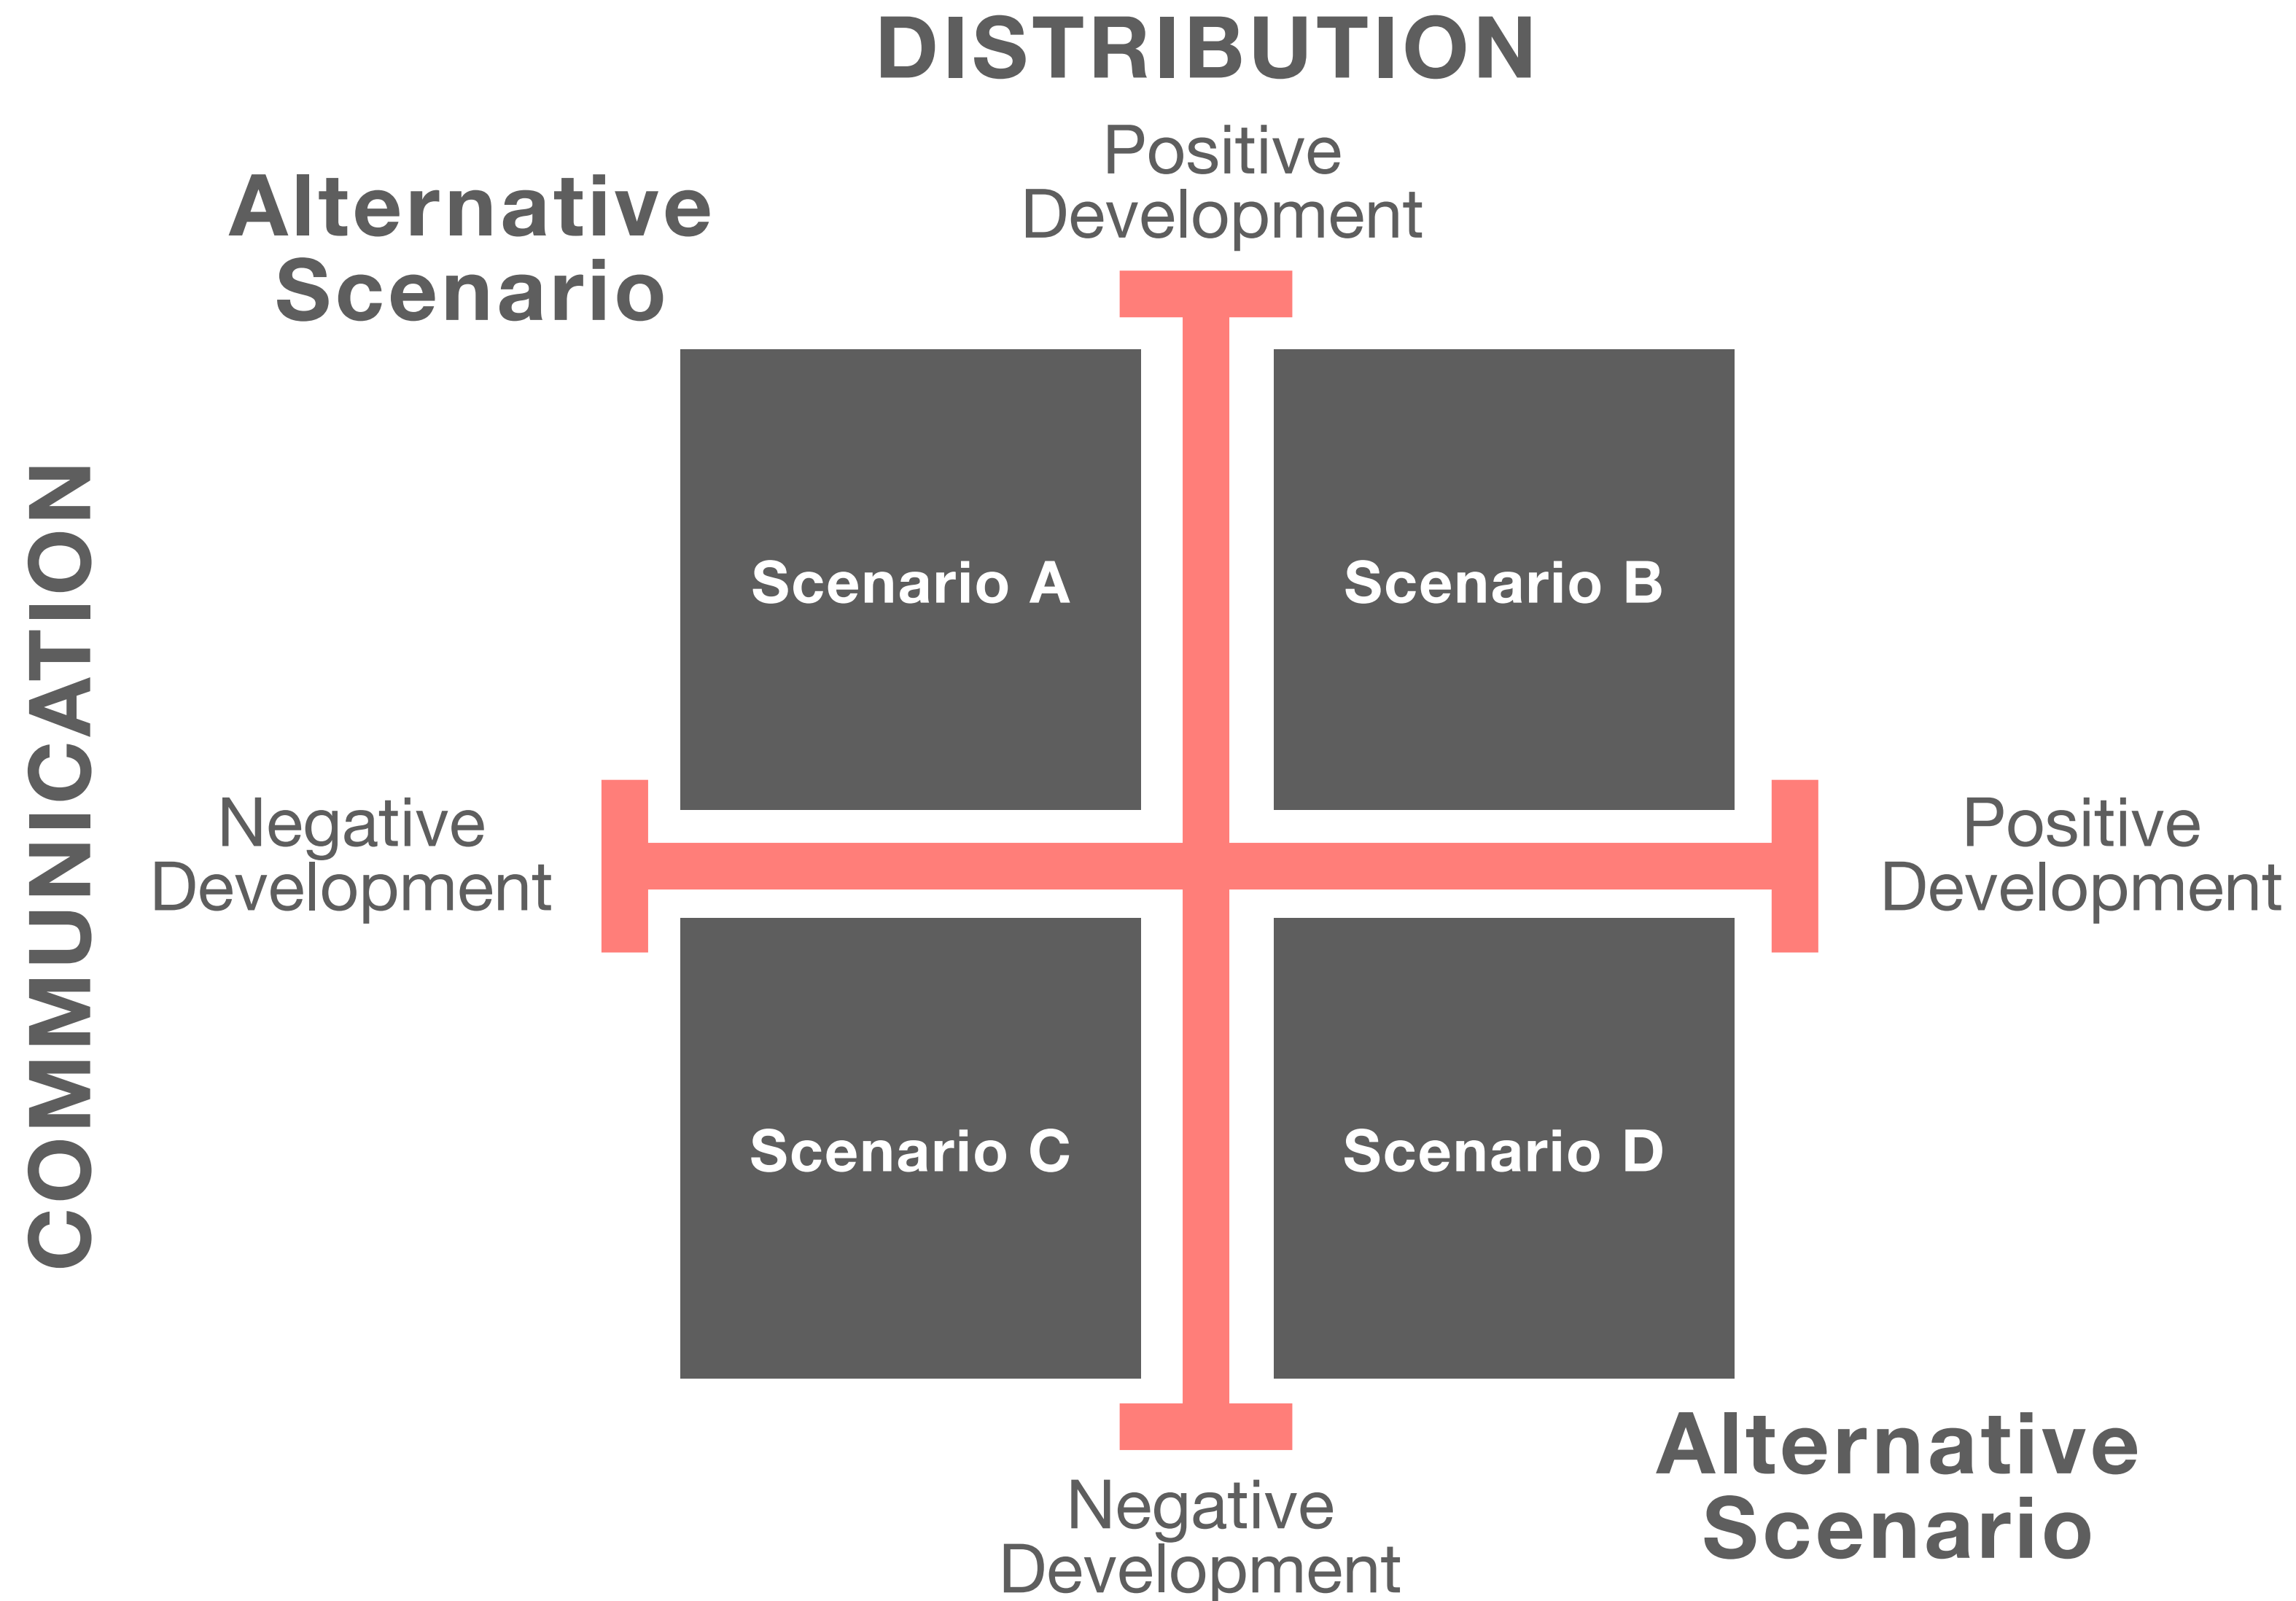 DISTRIBUTION
Positive
Development
Alternative
Scenario
COMMUNICATION
Scenario A
Scenario B
Negative
Development
Positive
Development
Scenario C
Scenario D
Alternative
Scenario
Negative
Development